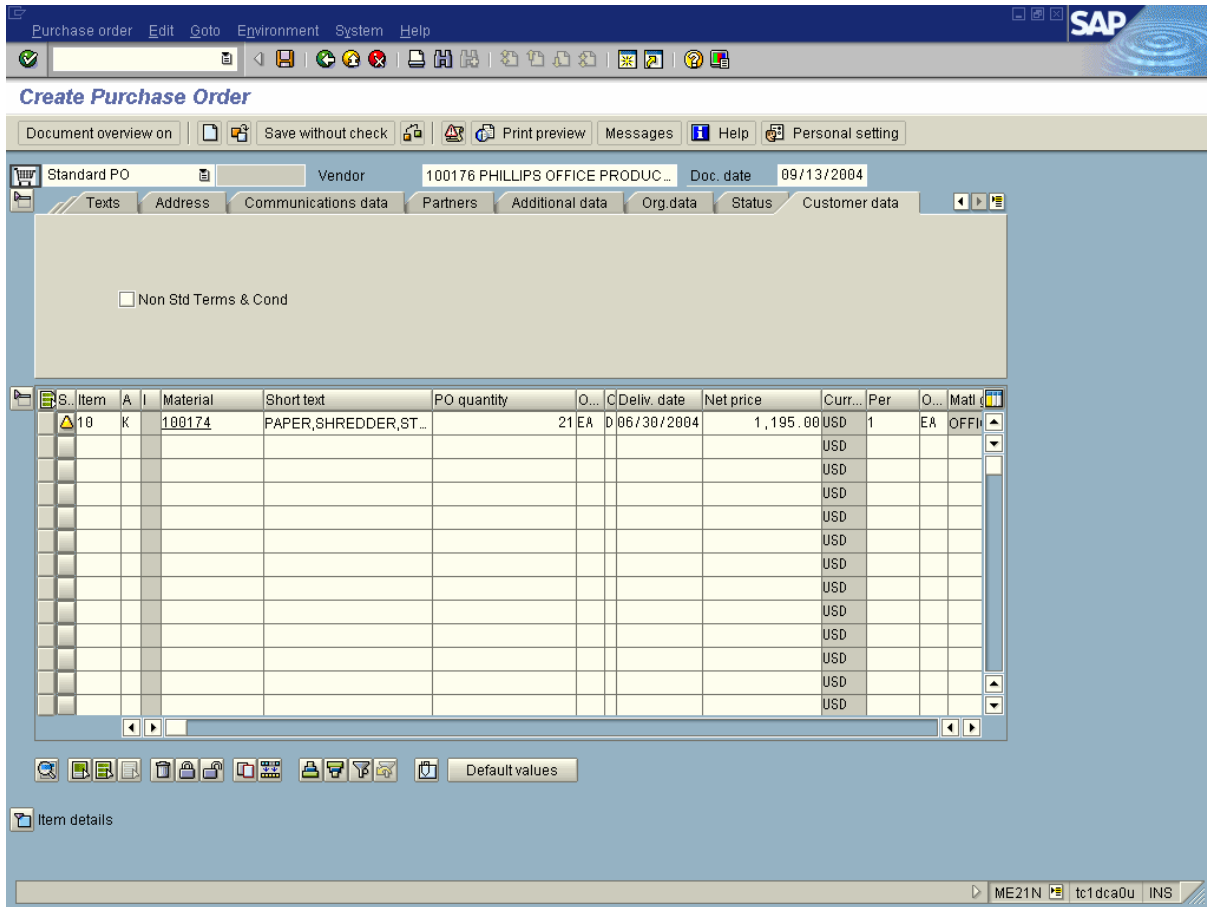 Purchase order Edit Goto Environment System Help
SAP
Create Purchase Order
Document overview on Save without check Print preview Messages Help Personal setting
Standard PO Vendor 100176 PHILLIPS OFFICE PRODUC... Doc. date 09/13/2004
Texts Address Communications data Partners Additional data Org.data Status Customer data
Non Std Terms & Cond
S.. Item A I Material Short text PO quantity O... C Deliv. date Net price Curr... Per O... Matl g
10 K 100174 PAPER,SHREDDER,ST... 21 EA D 06/30/2004 1,195.00 USD 1 EA OFFI
USD
USD
USD
USD
USD
USD
USD
USD
USD
USD
USD
USD
Default values
Item details
ME21N tc1dca0u INS